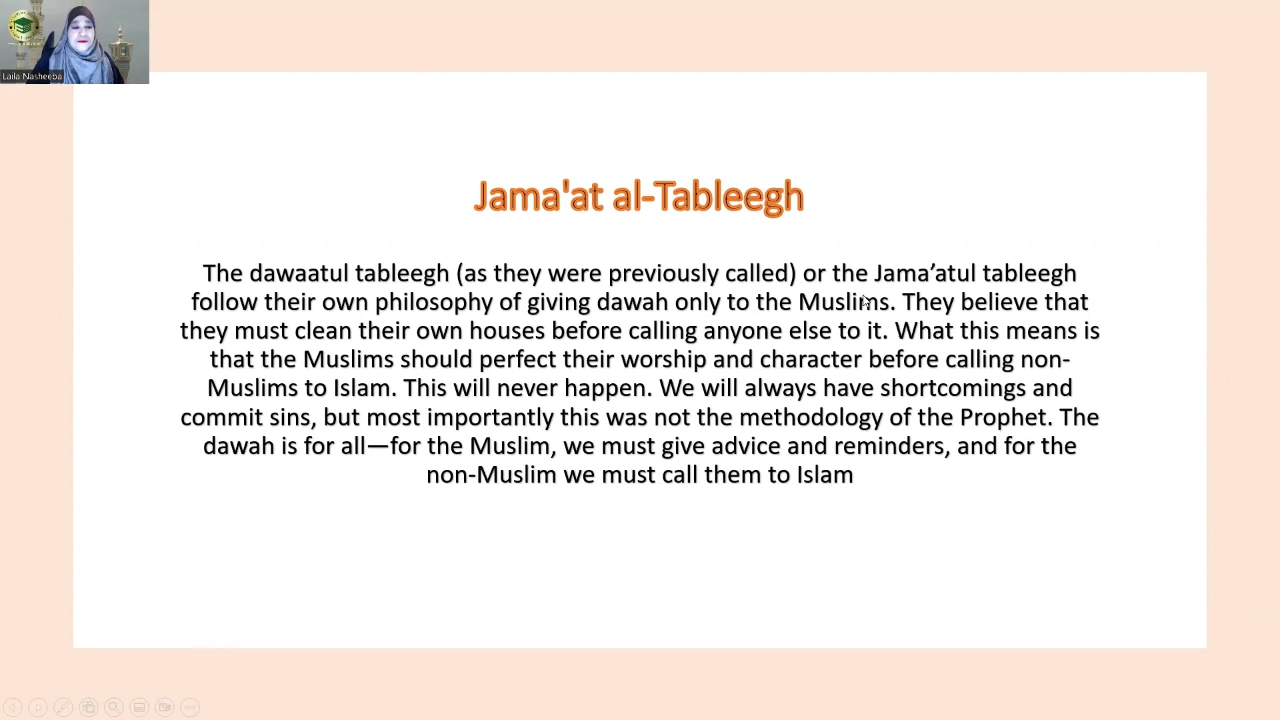 Laila Nasheeba
Jama'at al-Tableegh
The dawaatul tableegh (as they were previously called) or the Jama’atul tableegh
follow their own philosophy of giving dawah only to the Muslims. They believe that
they must clean their own houses before calling anyone else to it. What this means is
that the Muslims should perfect their worship and character before calling non-
Muslims to Islam. This will never happen. We will always have shortcomings and
commit sins, but most importantly this was not the methodology of the Prophet. The
dawah is for all—for the Muslim, we must give advice and reminders, and for the
non-Muslim we must call them to Islam